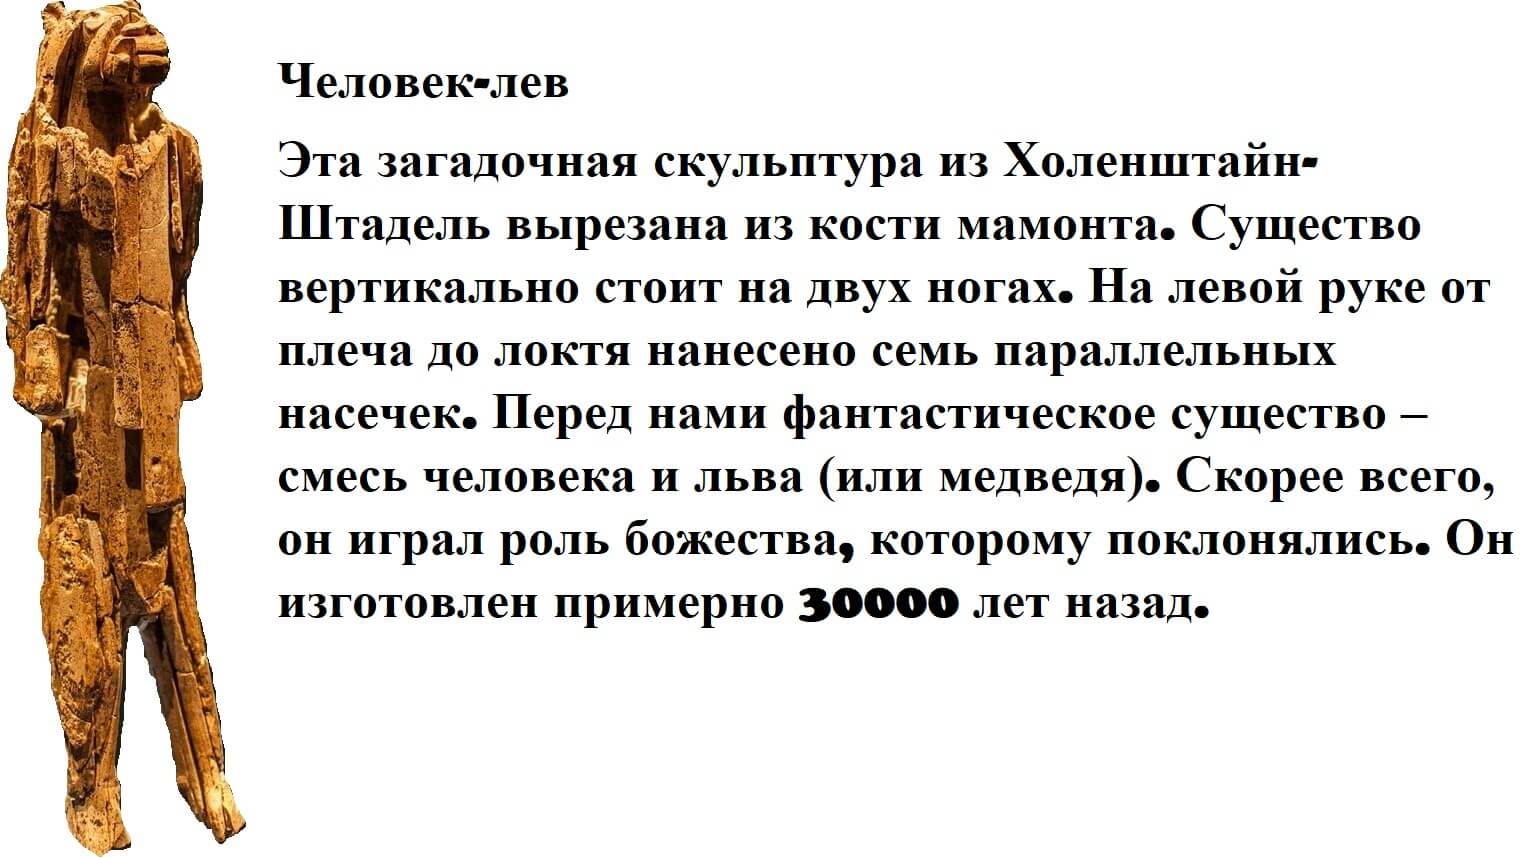 Человек-лев
Эта загадочная скульптура из Холенштайн-
Штадель вырезана из кости мамонта. Существо
вертикально стоит на двух ногах. На левой руке от
плеча до локтя нанесено семь параллельных
насечек. Перед нами фантастическое существо –
смесь человека и льва (или медведя). Скорее всего,
он играл роль божества, которому поклонялись. Он
изготовлен примерно 30000 лет назад.